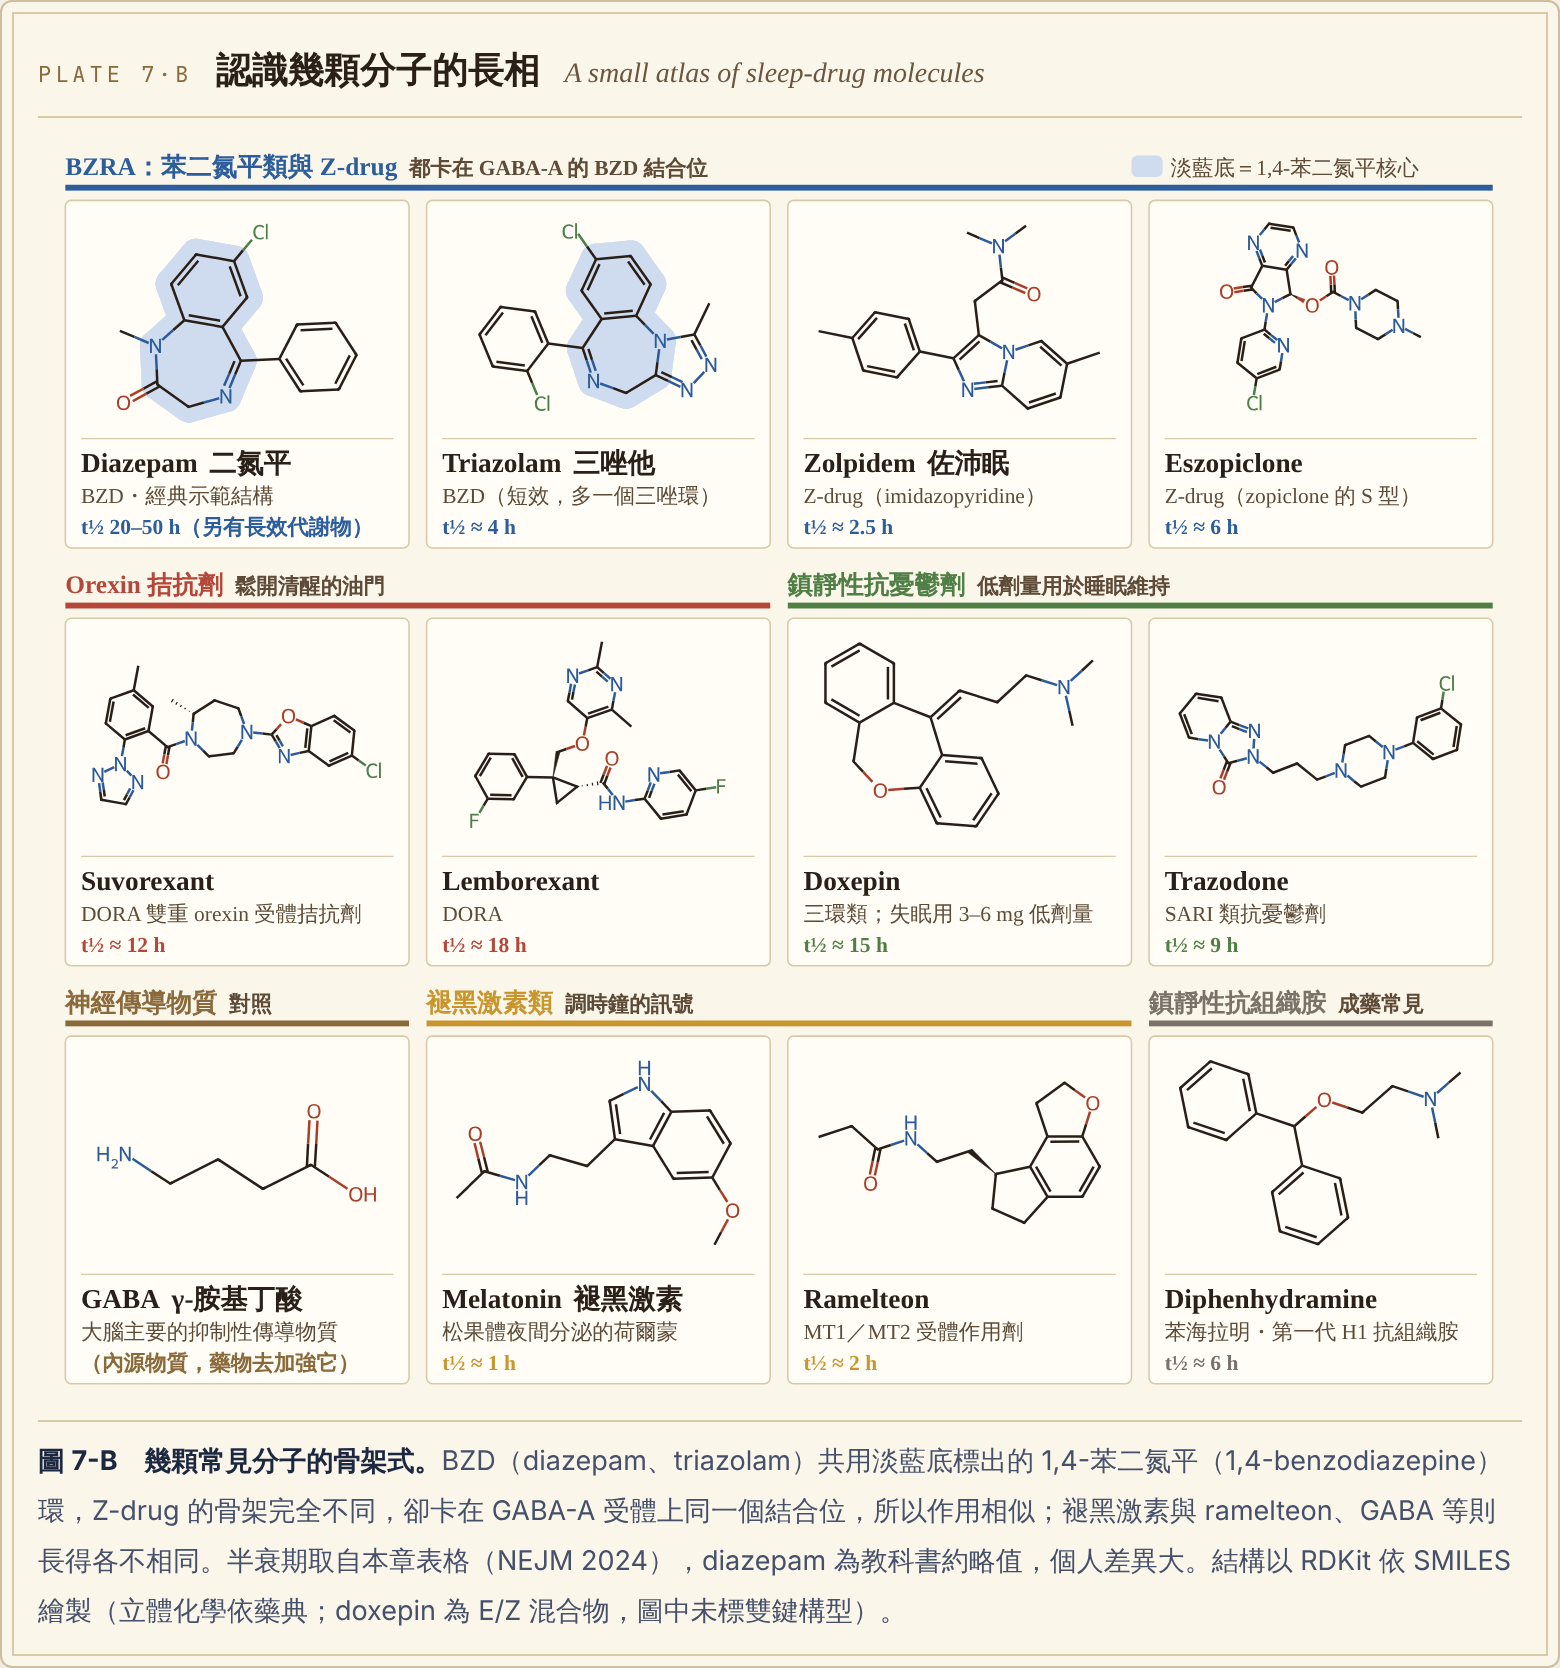 PLATE 7·B 認識幾顆分子的長相 A small atlas of sleep-drug molecules
BZRA：苯二氮平類與 Z-drug 都卡在 GABA-A 的 BZD 結合位
淡藍底＝1,4-苯二氮平核心
Cl
N
O
N
Diazepam 二氮平
BZD・經典示範結構
t½ 20–50 h（另有長效代謝物）
Cl
N
N
N
N
Cl
Triazolam 三唑他
BZD（短效，多一個三唑環）
t½ ≈ 4 h
N
O
N
N
Zolpidem 佐沛眠
Z-drug（imidazopyridine）
t½ ≈ 2.5 h
N
N
O
O
N
O
N
N
N
Cl
Eszopiclone
Z-drug（zopiclone 的 S 型）
t½ ≈ 6 h
Orexin 拮抗劑 鬆開清醒的油門
鎮靜性抗憂鬱劑 低劑量用於睡眠維持
O
N
N
N
N
O
N
N
N
Cl
Suvorexant
DORA 雙重 orexin 受體拮抗劑
t½ ≈ 12 h
N
N
O
O
N
HN
F
F
Lemborexant
DORA
t½ ≈ 18 h
N
O
Doxepin
三環類；失眠用 3–6 mg 低劑量
t½ ≈ 15 h
Cl
N
N
N
N
N
O
Trazodone
SARI 類抗憂鬱劑
t½ ≈ 9 h
神經傳導物質 對照
褪黑激素類 調時鐘的訊號
鎮靜性抗組織胺 成藥常見
O
H₂N
OH
GABA γ-胺基丁酸
大腦主要的抑制性傳導物質
（內源物質，藥物去加強它）
H
N
O
N
H
O
Melatonin 褪黑激素
松果體夜間分泌的荷爾蒙
t½ ≈ 1 h
O
H
N
O
Ramelteon
MT1／MT2 受體作用劑
t½ ≈ 2 h
O
N
Diphenhydramine
苯海拉明・第一代 H1 抗組織胺
t½ ≈ 6 h
圖 7-B 幾顆常見分子的骨架式。BZD（diazepam、triazolam）共用淡藍底標出的 1,4-苯二氮平（1,4-benzodiazepine）
環，Z-drug 的骨架完全不同，卻卡在 GABA-A 受體上同一個結合位，所以作用相似；褪黑激素與 ramelteon、GABA 等則
長得各不相同。半衰期取自本章表格（NEJM 2024），diazepam 為教科書約略值，個人差異大。結構以 RDKit 依 SMILES
繪製（立體化學依藥典；doxepin 為 E/Z 混合物，圖中未標雙鍵構型）。